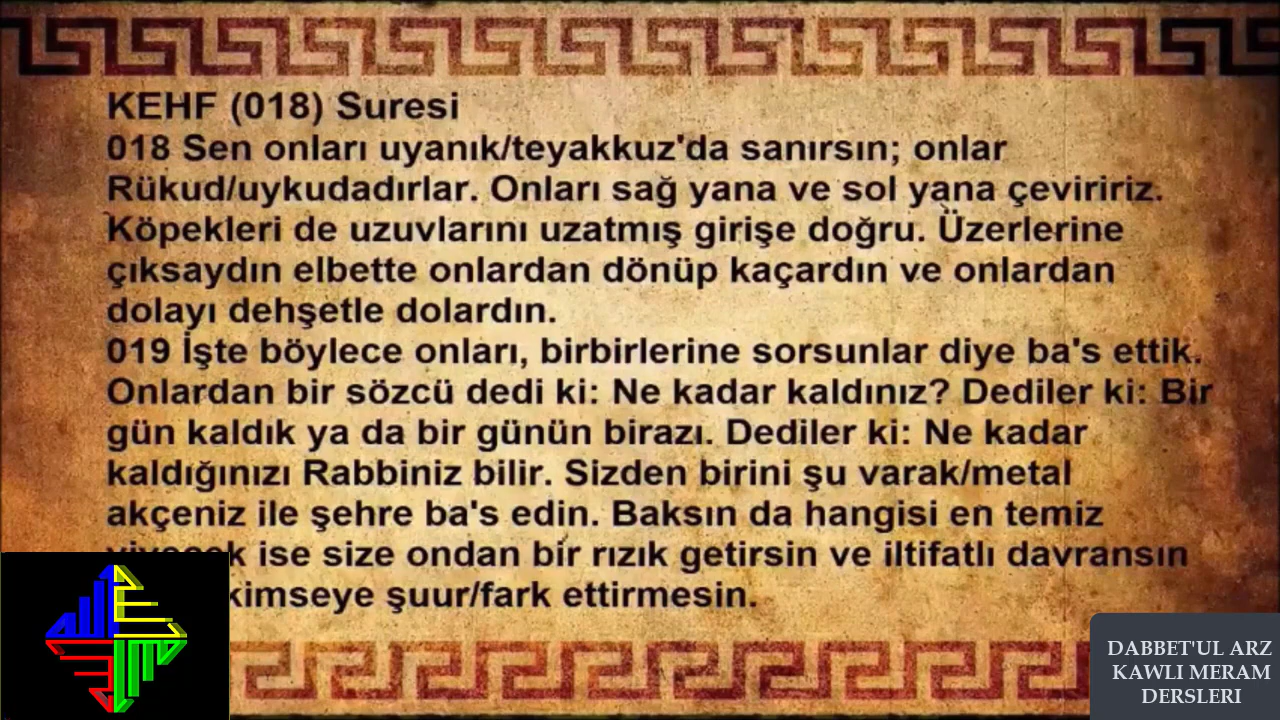 KEHF (018) Suresi
018 Sen onları uyanık/teyakkuz'da sanırsın; onlar
Rükud/uykudadırlar. Onları sağ yana ve sol yana çeviririz.
Köpekleri de uzuvlarını uzatmış girişe doğru. Üzerlerine
çıksaydın elbette onlardan dönüp kaçardın ve onlardan
dolayı dehşetle dolardın.
019 İşte böylece onları, birbirlerine sorsunlar diye ba's ettik.
Onlardan bir sözcü dedi ki: Ne kadar kaldınız? Dediler ki: Bir
gün kaldık ya da bir günün birazı. Dediler ki: Ne kadar
kaldığınızı Rabbiniz bilir. Sizden birini şu varak/metal
akçeniz ile şehre ba's edin. Baksın da hangisi en temiz
yiyecek ise size ondan bir rızık getirsin ve iltifatlı davransın
kimseye şuur/fark ettirmesin.
DABBET'UL ARZ
KAWLI MERAM
DERSLERI